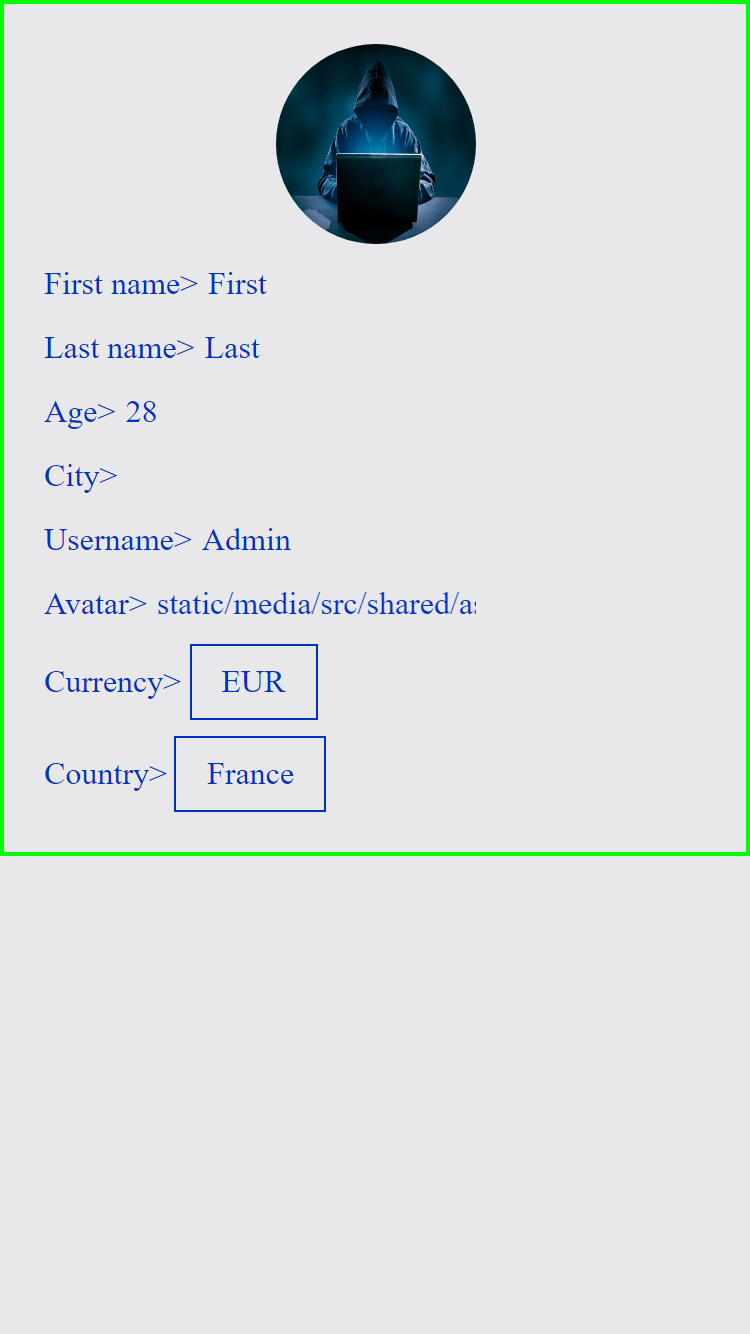 First name> First
Last name> Last
Age> 28
City>
Username> Admin
Avatar> static/media/src/shared/a
Currency> EUR
Country> France